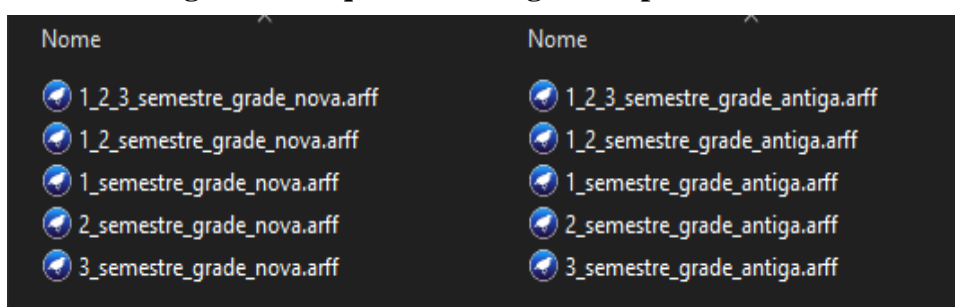 Nome
1_2_3_semestre_grade_nova.arff
1_2_semestre_grade_nova.arff
1_semestre_grade_nova.arff
2_semestre_grade_nova.arff
3_semestre_grade_nova.arff
Nome
1_2_3_semestre_grade_antiga.arff
1_2_semestre_grade_antiga.arff
1_semestre_grade_antiga.arff
2_semestre_grade_antiga.arff
3_semestre_grade_antiga.arff